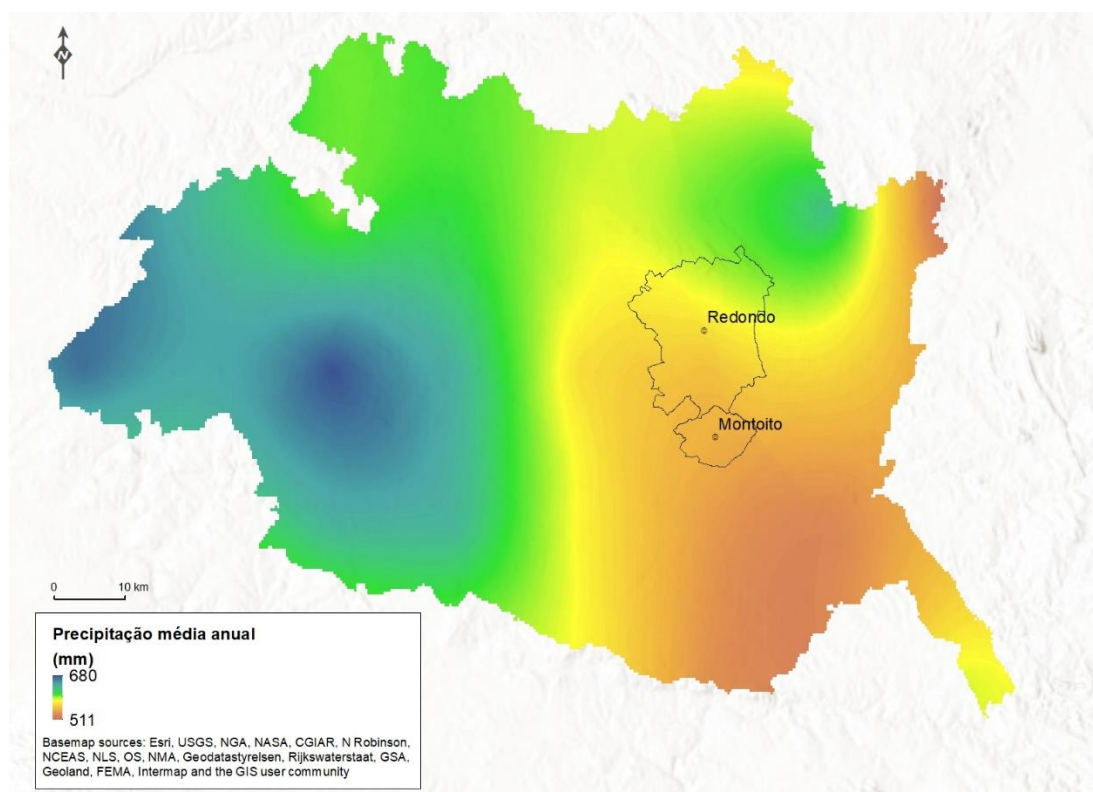 N
Redondo
Montoito
0 10 km
Precipitação média anual
(mm)
680
511
Basemap sources: Esri, USGS, NGA, NASA, CGIAR, N Robinson,
NCEAS, NLS, OS, NMA, Geodatastyrelsen, Rijkswaterstaat, GSA,
Geoland, FEMA, Intermap and the GIS user community